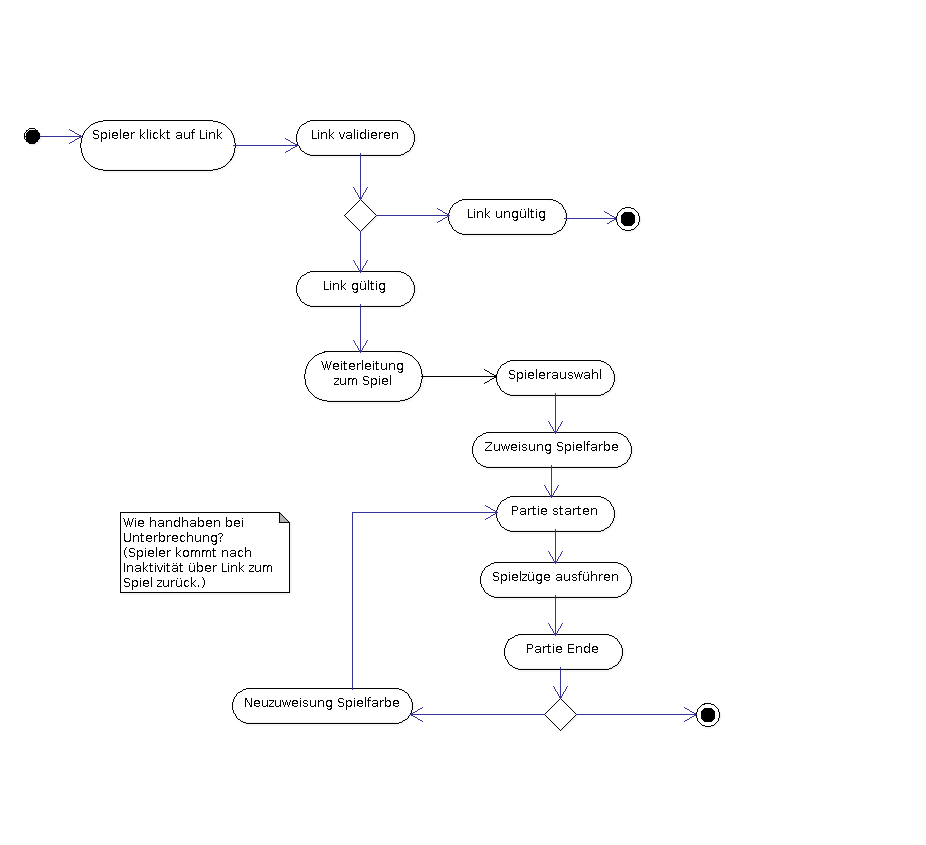 Spieler klickt auf Link
Link validieren
Link ungültig
Link gültig
Weiterleitung
zum Spiel
Spielerauswahl
Zuweisung Spielfarbe
Partie starten
Wie handhaben bei
Unterbrechung?
(Spieler kommt nach
Inaktivität über Link zum
Spiel zurück.)
Spielzüge ausführen
Partie Ende
Neuzuweisung Spielfarbe